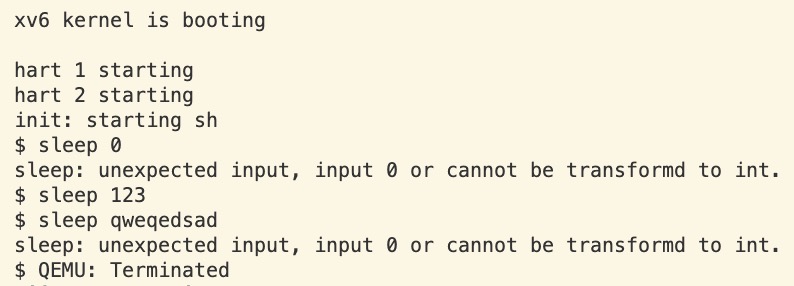 xv6 kernel is booting
hart 1 starting
hart 2 starting
init: starting sh
$ sleep 0
sleep: unexpected input, input 0 or cannot be transformd to int.
$ sleep 123
$ sleep qweqedsad
sleep: unexpected input, input 0 or cannot be transformd to int.
$ QEMU: Terminated